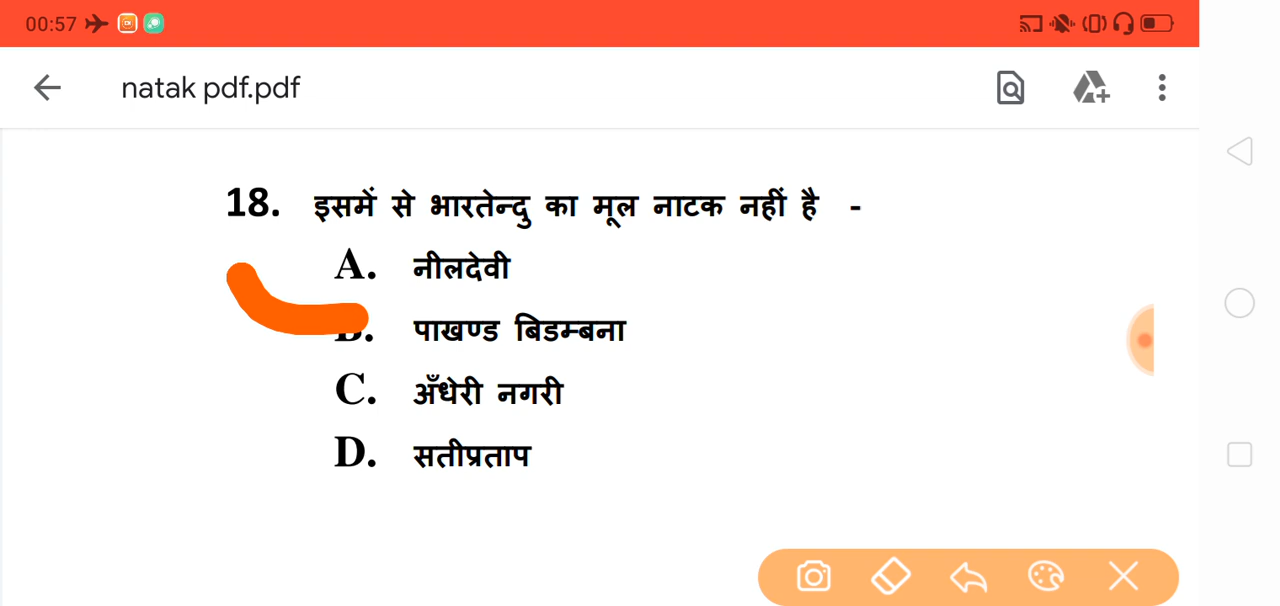 00:57
natak pdf.pdf
18. इसमें से भारतेन्दु का मूल नाटक नहीं है -
A. नीलदेवी
B. पाखण्ड बिडम्बना
C. अँधेरी नगरी
D. सतीप्रताप